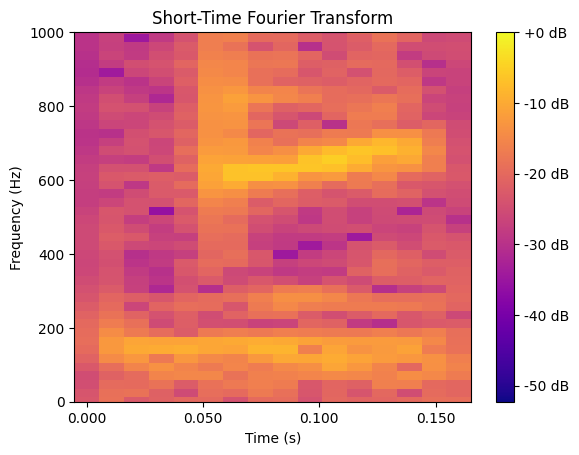 Short-Time Fourier Transform
1000
800
600
400
200
0
Frequency (Hz)
0.000
0.050
0.100
0.150
Time (s)
+0 dB
-10 dB
-20 dB
-30 dB
-40 dB
-50 dB